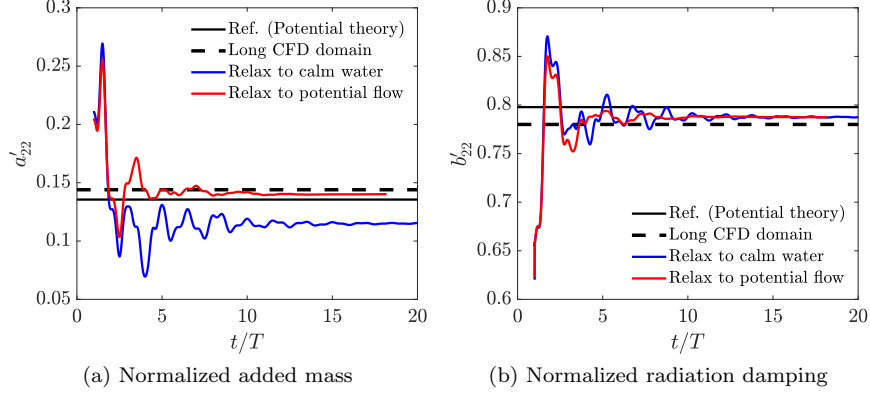 0.3
0.25
0.2
0.15
0.1
0.05
0
5
10
15
20
a′22
t/T
Ref. (Potential theory)
Long CFD domain
Relax to calm water
Relax to potential flow
(a) Normalized added mass
0.9
0.85
0.8
0.75
0.7
0.65
0.6
0
5
10
15
20
b′22
t/T
Ref. (Potential theory)
Long CFD domain
Relax to calm water
Relax to potential flow
(b) Normalized radiation damping